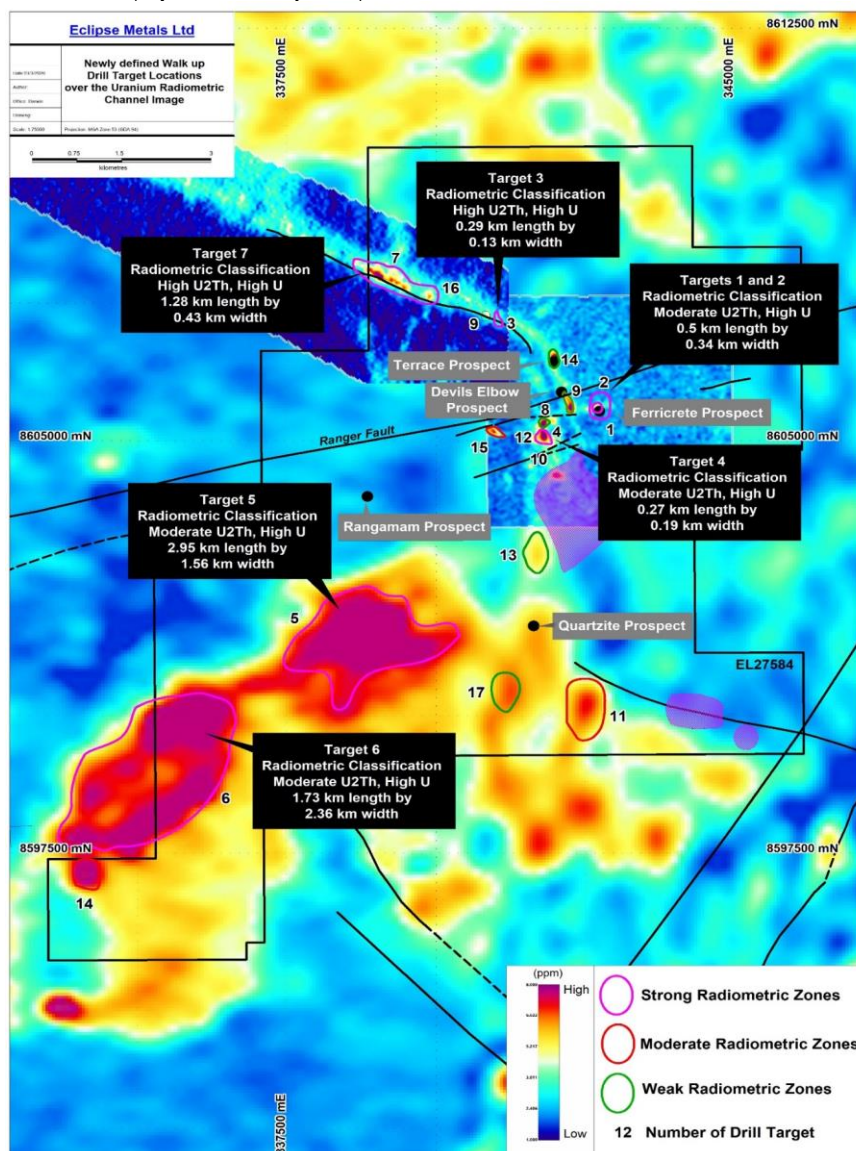 Eclipse Metals Ltd
Newly defined Walk up
Drill Target Locations
over the Uranium Radiometric
Channel Image
0 0.75 1.5 3
kilometres
337500 mE
345000 mE
8612500 mN
Target 3
Radiometric Classification
High U2Th, High U
0.29 km length by
0.13 km width
Target 7
Radiometric Classification
High U2Th, High U
1.28 km length by
0.43 km width
7
16
9
3
Targets 1 and 2
Radiometric Classification
Moderate U2Th, High U
0.5 km length by
0.34 km width
Terrace Prospect
14
Devils Elbow
Prospect
9
2
1
Ferricrete Prospect
8605000 mN
8605000 mN
Ranger Fault
15
8
12
4
10
Target 4
Radiometric Classification
Moderate U2Th, High U
0.27 km length by
0.19 km width
Target 5
Radiometric Classification
Moderate U2Th, High U
2.95 km length by
1.56 km width
Rangamam Prospect
13
5
Quartzite Prospect
EL27584
17
11
Target 6
Radiometric Classification
Moderate U2Th, High U
1.73 km length by
2.36 km width
6
8597500 mN
8597500 mN
14
337500 mE
(ppm)
High
Low
Strong Radiometric Zones
Moderate Radiometric Zones
Weak Radiometric Zones
12 Number of Drill Target